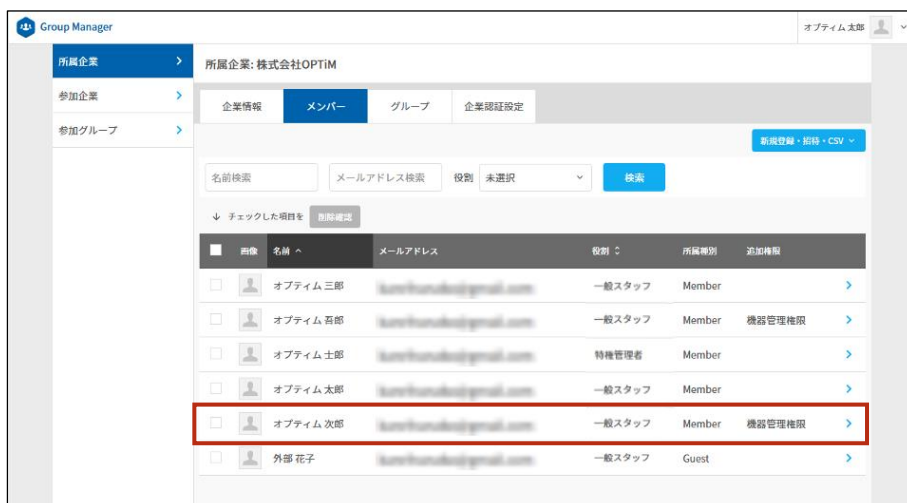 Group Manager
オプティム 太郎
所属企業
参加企業
参加グループ
所属企業: 株式会社OPTiM
企業情報 メンバー グループ 企業認証設定
新規登録・招待・CSV
名前検索 メールアドレス検索 役割 未選択 検索
↓ チェックした項目を 削除確認
画像 名前 メールアドレス 役割 所属種別 追加権限
オプティム 三郎 一般スタッフ Member
オプティム 吾郎 一般スタッフ Member 機器管理権限
オプティム 士郎 特権管理者 Member
オプティム 太郎 一般スタッフ Member
オプティム 次郎 一般スタッフ Member 機器管理権限
外部 花子 一般スタッフ Guest